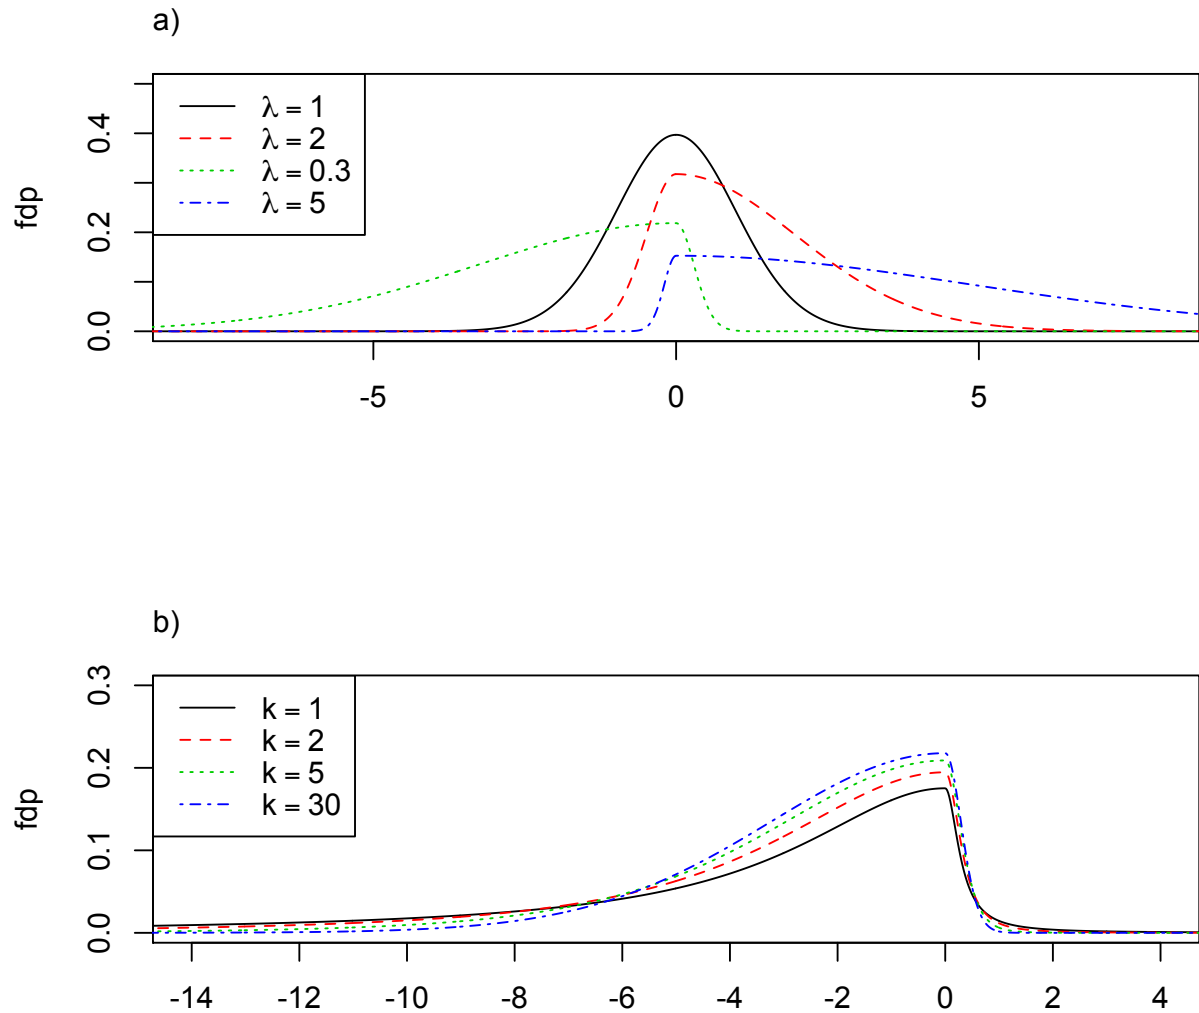 a)
λ = 1
λ = 2
λ = 0.3
λ = 5
fdp
0.0 0.2 0.4
-5 0 5
b)
k = 1
k = 2
k = 5
k = 30
fdp
0.0 0.1 0.2 0.3
-14 -12 -10 -8 -6 -4 -2 0 2 4